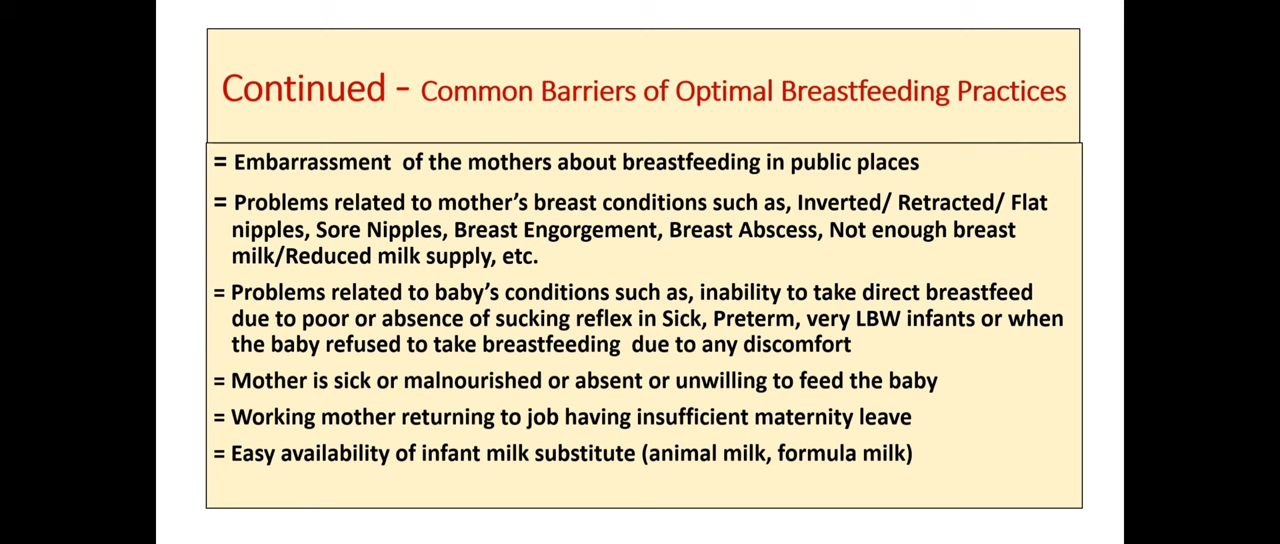 Continued - Common Barriers of Optimal Breastfeeding Practices
= Embarrassment of the mothers about breastfeeding in public places
= Problems related to mother’s breast conditions such as, Inverted/ Retracted/ Flat
nipples, Sore Nipples, Breast Engorgement, Breast Abscess, Not enough breast
milk/Reduced milk supply, etc.
= Problems related to baby’s conditions such as, inability to take direct breastfeed
due to poor or absence of sucking reflex in Sick, Preterm, very LBW infants or when
the baby refused to take breastfeeding due to any discomfort
= Mother is sick or malnourished or absent or unwilling to feed the baby
= Working mother returning to job having insufficient maternity leave
= Easy availability of infant milk substitute (animal milk, formula milk)